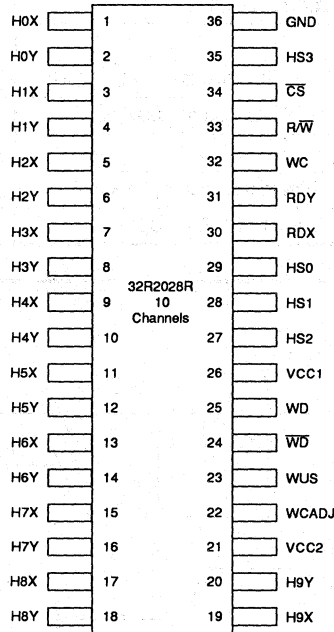 H0X 1 36 GND
H0Y 2 35 HS3
H1X 3 34 C̅S̅
H1Y 4 33 R/W̅
H2X 5 32 WC
H2Y 6 31 RDY
H3X 7 30 RDX
H3Y 8 29 HS0
32R2028R
H4X 9 10 28 HS1
Channels
H4Y 10 27 HS2
H5X 11 26 VCC1
H5Y 12 25 WD
H6X 13 24 W̅D̅
H6Y 14 23 WUS
H7X 15 22 WCADJ
H7Y 16 21 VCC2
H8X 17 20 H9Y
H8Y 18 19 H9X